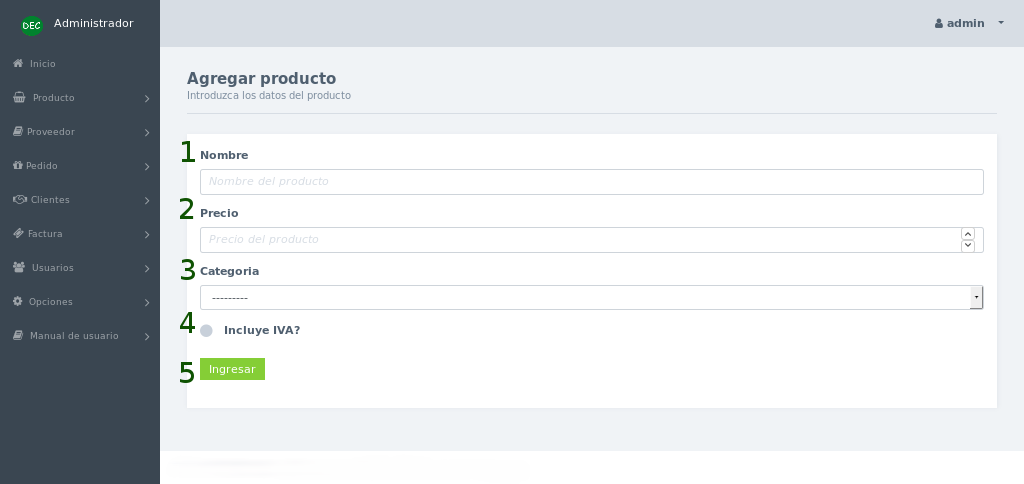 DEC Administrador
admin
Inicio
Producto
Proveedor
Pedido
Clientes
Factura
Usuarios
Opciones
Manual de usuario
Agregar producto
Introduzca los datos del producto
1 Nombre
Nombre del producto
2 Precio
Precio del producto
3 Categoria
---------
4 Incluye IVA?
5 Ingresar